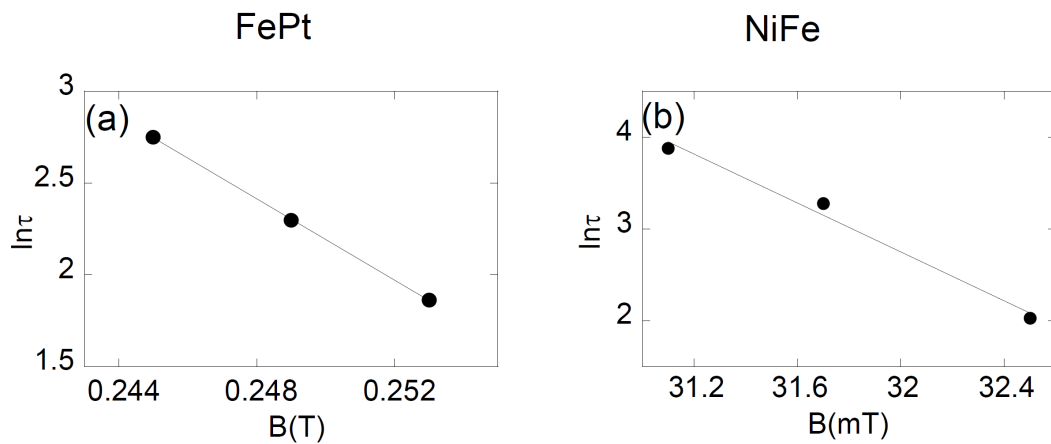 FePt
NiFe
(a)
3
2.5
2
1.5
lnτ
0.244
0.248
0.252
B(T)
(b)
4
3
2
lnτ
31.2
31.6
32
32.4
B(mT)